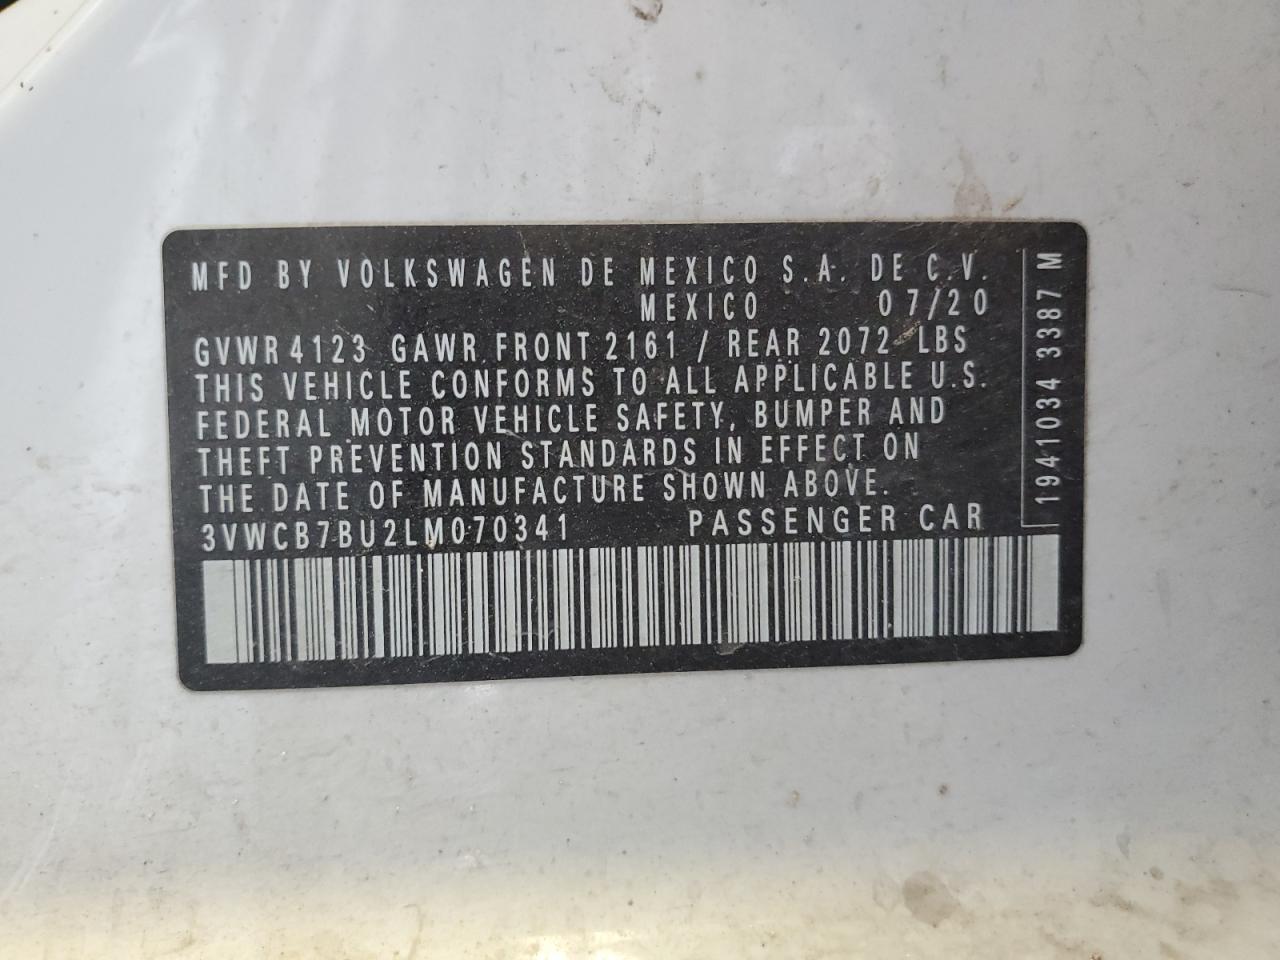 MFD BY VOLKSWAGEN DE MEXICO S.A. DE C.V.
MEXICO 07/20
GVWR 4123 GAWR FRONT 2161 / REAR 2072 LBS
THIS VEHICLE CONFORMS TO ALL APPLICABLE U.S.
FEDERAL MOTOR VEHICLE SAFETY, BUMPER AND
THEFT PREVENTION STANDARDS IN EFFECT ON
THE DATE OF MANUFACTURE SHOWN ABOVE.
3VWCB7BU2LM070341 PASSENGER CAR
1941034 3387 M